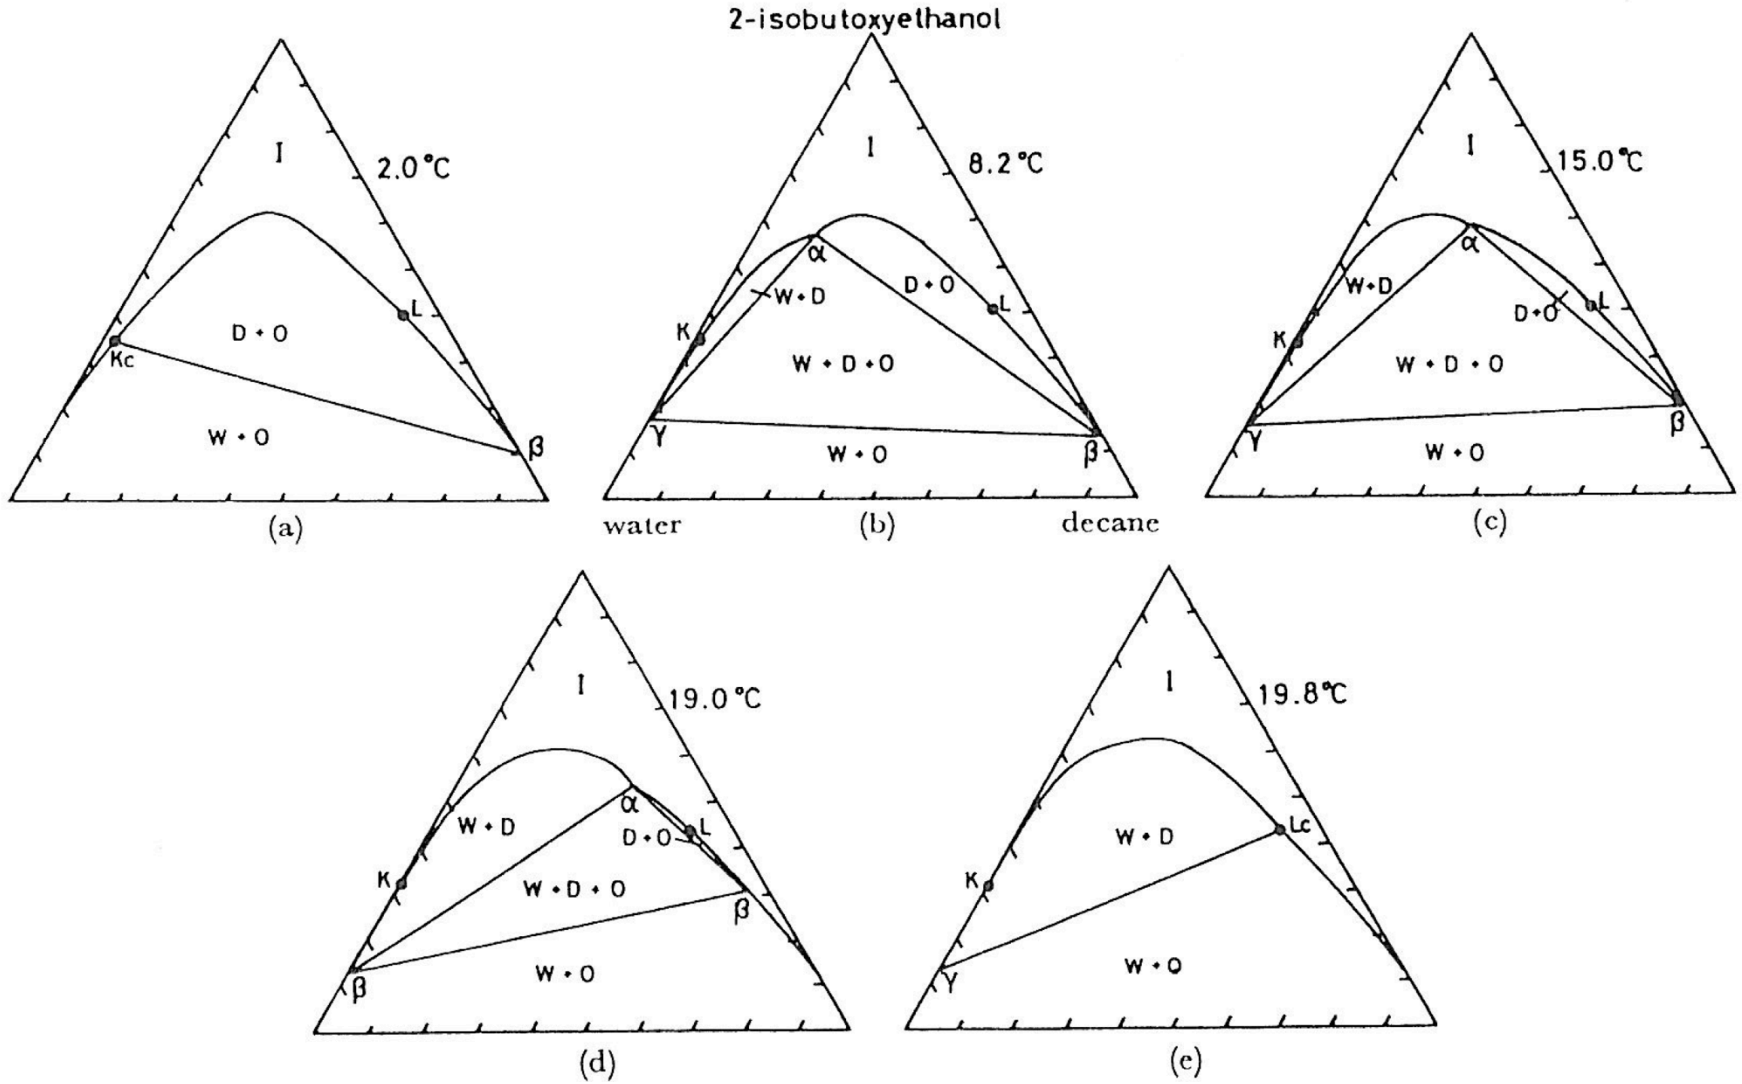 2-isobutoxyethanol
I
2.0°C
L
D + O
Kc
W + O
β
(a)
I
8.2°C
α
W + D
D + O
L
K
W + D + O
γ
β
W + O
water
(b)
decane
I
15.0°C
α
W + D
D + O
L
K
W + D + O
γ
β
W + O
(c)
I
19.0°C
α
W + D
D + O
L
K
W + D + O
β
β
W + O
(d)
I
19.8°C
Lc
W + D
K
γ
W + O
(e)